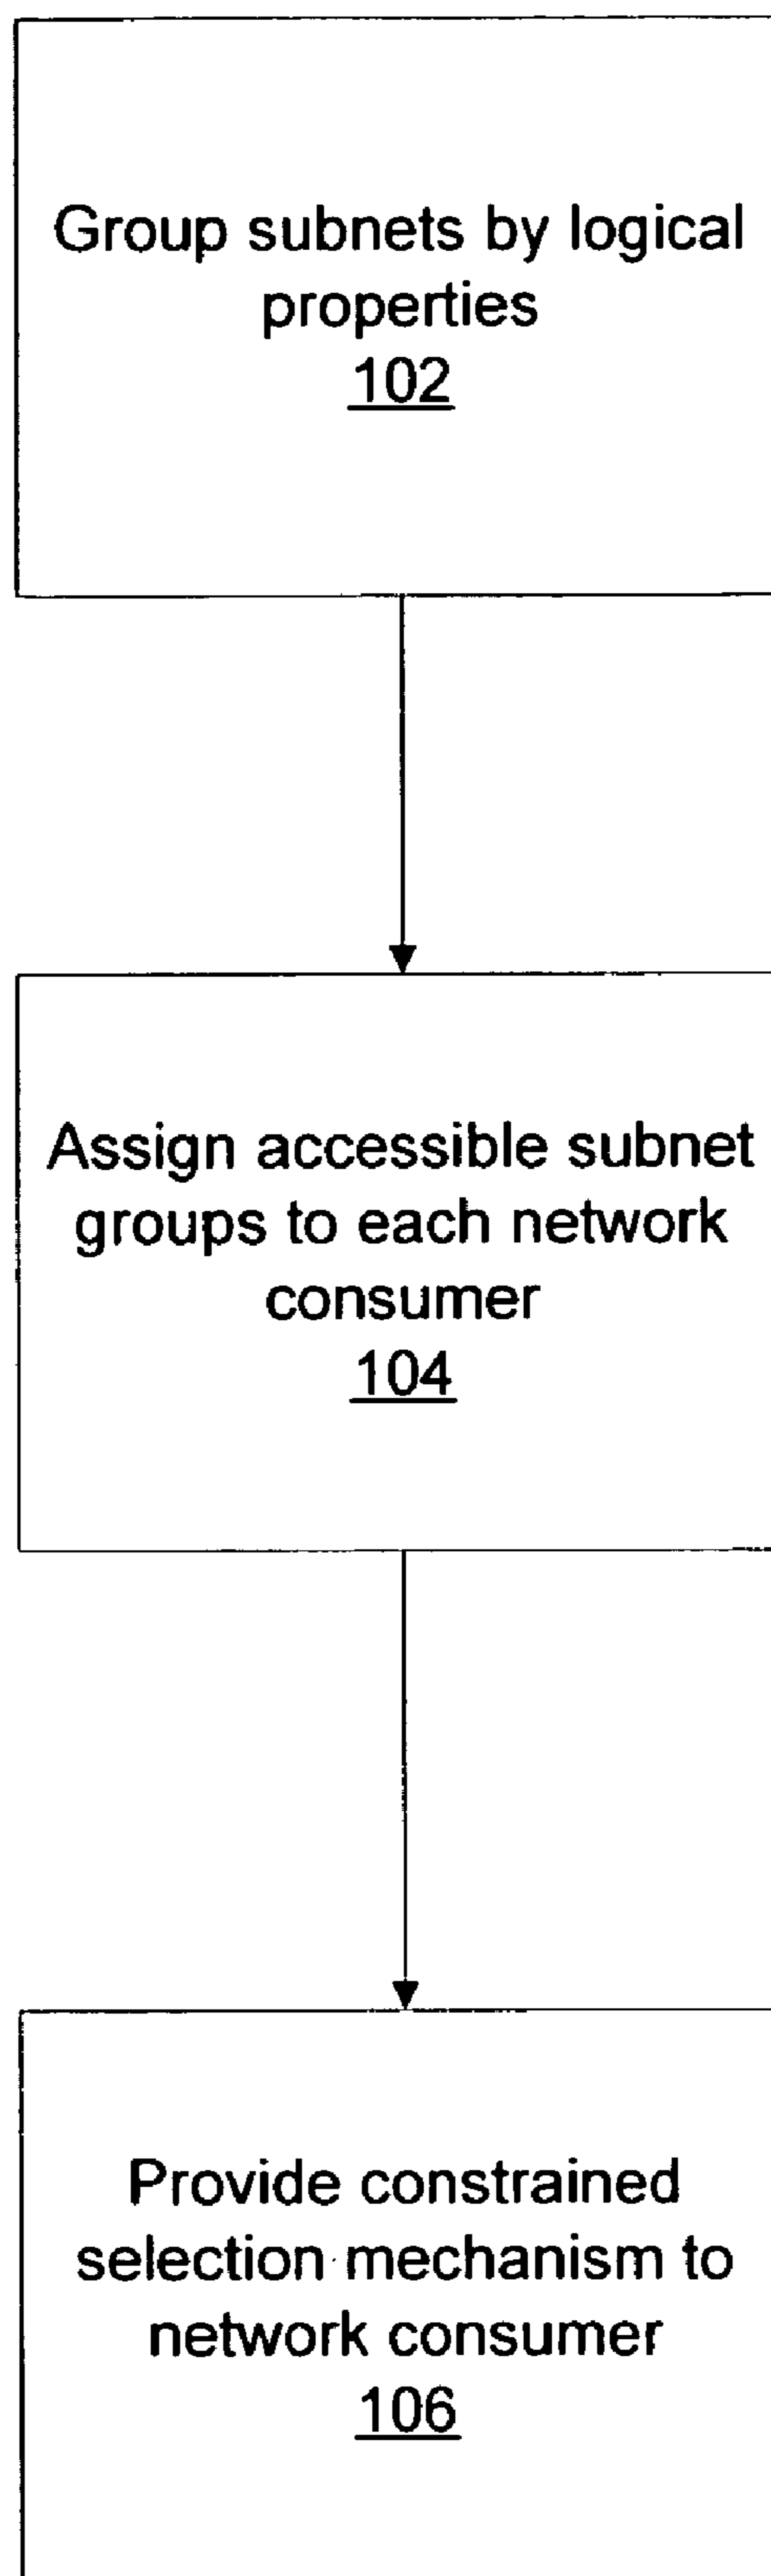 Group subnets by logical
properties
102
Assign accessible subnet
groups to each network
consumer
104
Provide constrained
selection mechanism to
network consumer
106